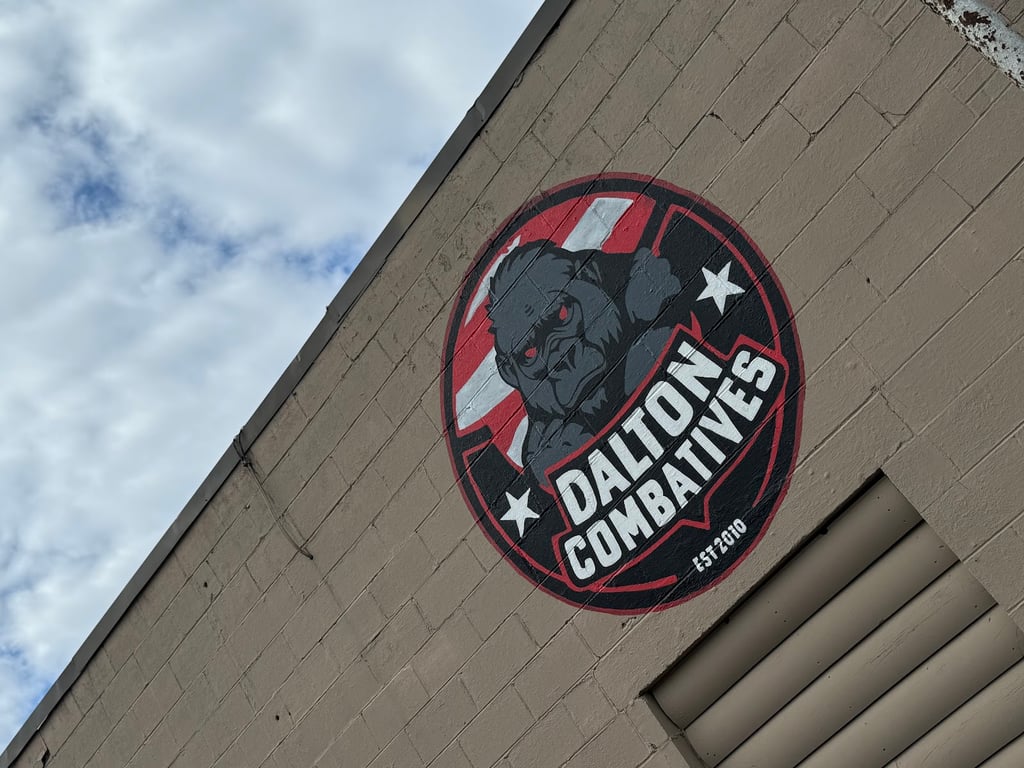 DALTON
COMBATIVES
EST 2010